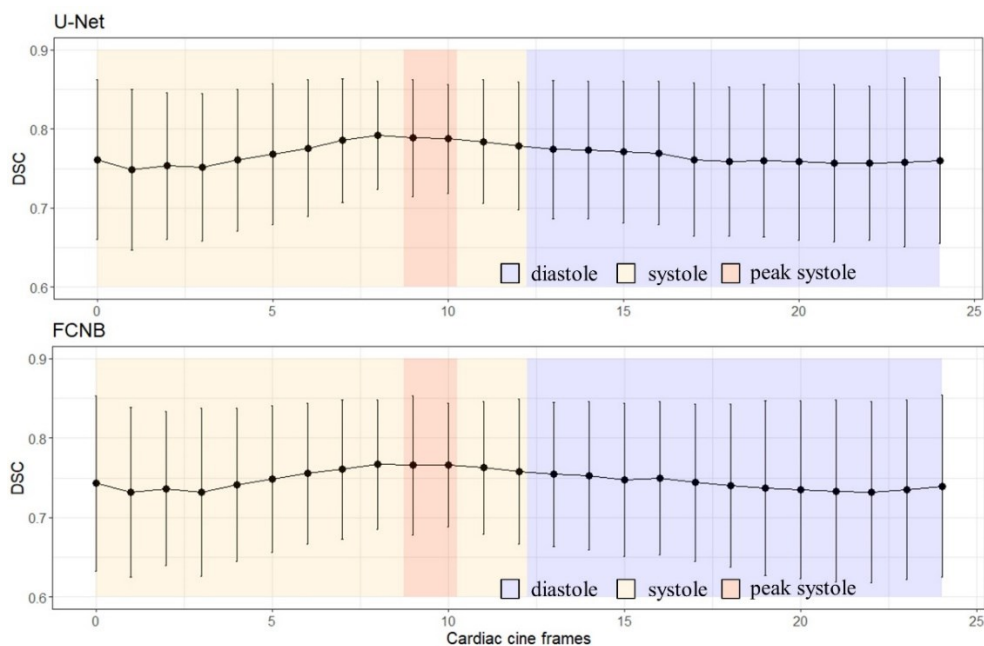 U-Net
0.9
0.8
DSC
0.7
0.6
diastole systole peak systole
0 5 10 15 20 25
FCNB
0.9
0.8
DSC
0.7
0.6
diastole systole peak systole
0 5 10 15 20 25
Cardiac cine frames